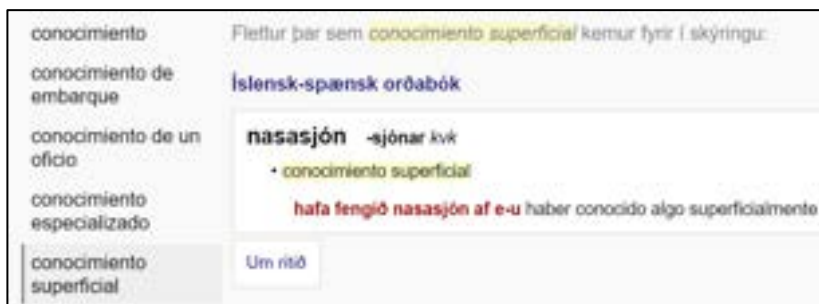 conocimiento
conocimiento de
embarque
conocimiento de un
oficio
conocimiento
especializado
conocimiento
superficial
Flettur þar sem conocimiento superficial kemur fyrir í skýringu:
Íslensk-spænsk orðabók
nasasjón -sjónar kvk
• conocimiento superficial
hafa fengið nasasjón af e-u haber conocido algo superficialmente
Um ritið